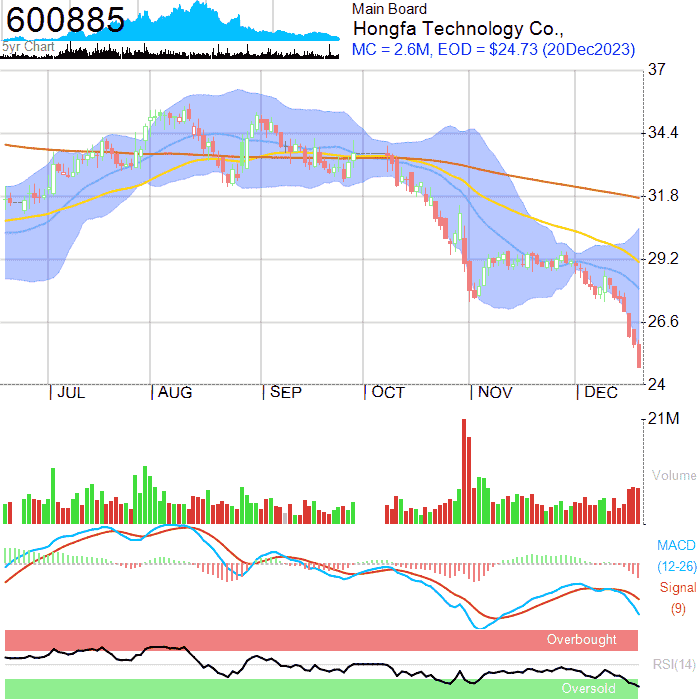 600885
5yr Chart
Main Board
Hongfa Technology Co.,
MC = 2.6M, EOD = $24.73 (20Dec2023)
37
34.4
31.8
29.2
26.6
24
JUL AUG SEP OCT NOV DEC
21M
Volume
MACD
(12-26)
Signal
(9)
Overbought
RSI(14)
Oversold